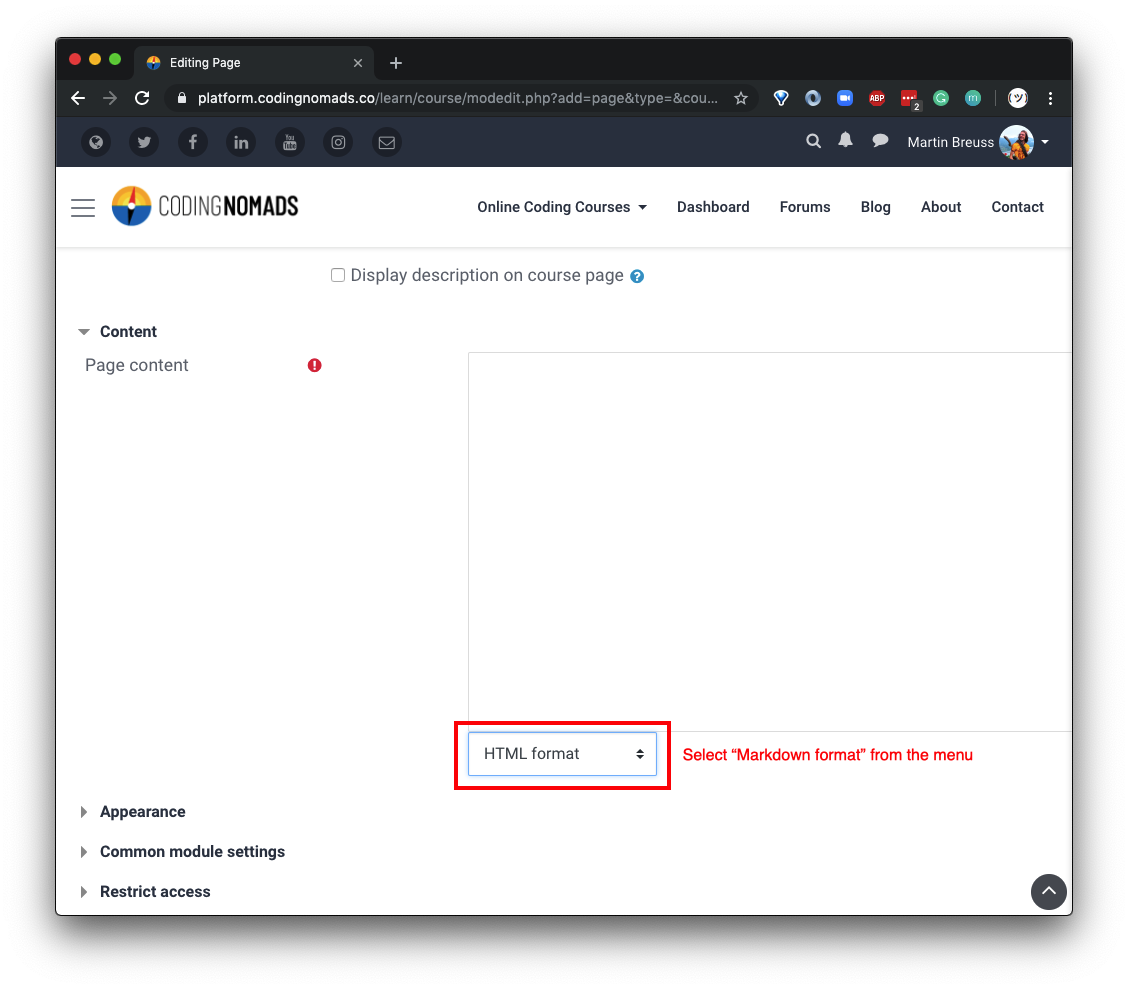 Editing Page
platform.codingnomads.co/learn/course/modedit.php?add=page&type=&cou...
ABP
2
G
m
You
Tube
Martin Breuss
CODINGNOMADS
Online Coding Courses
Dashboard
Forums
Blog
About
Contact
Display description on course page
Content
Page content
HTML format
Select “Markdown format” from the menu
Appearance
Common module settings
Restrict access